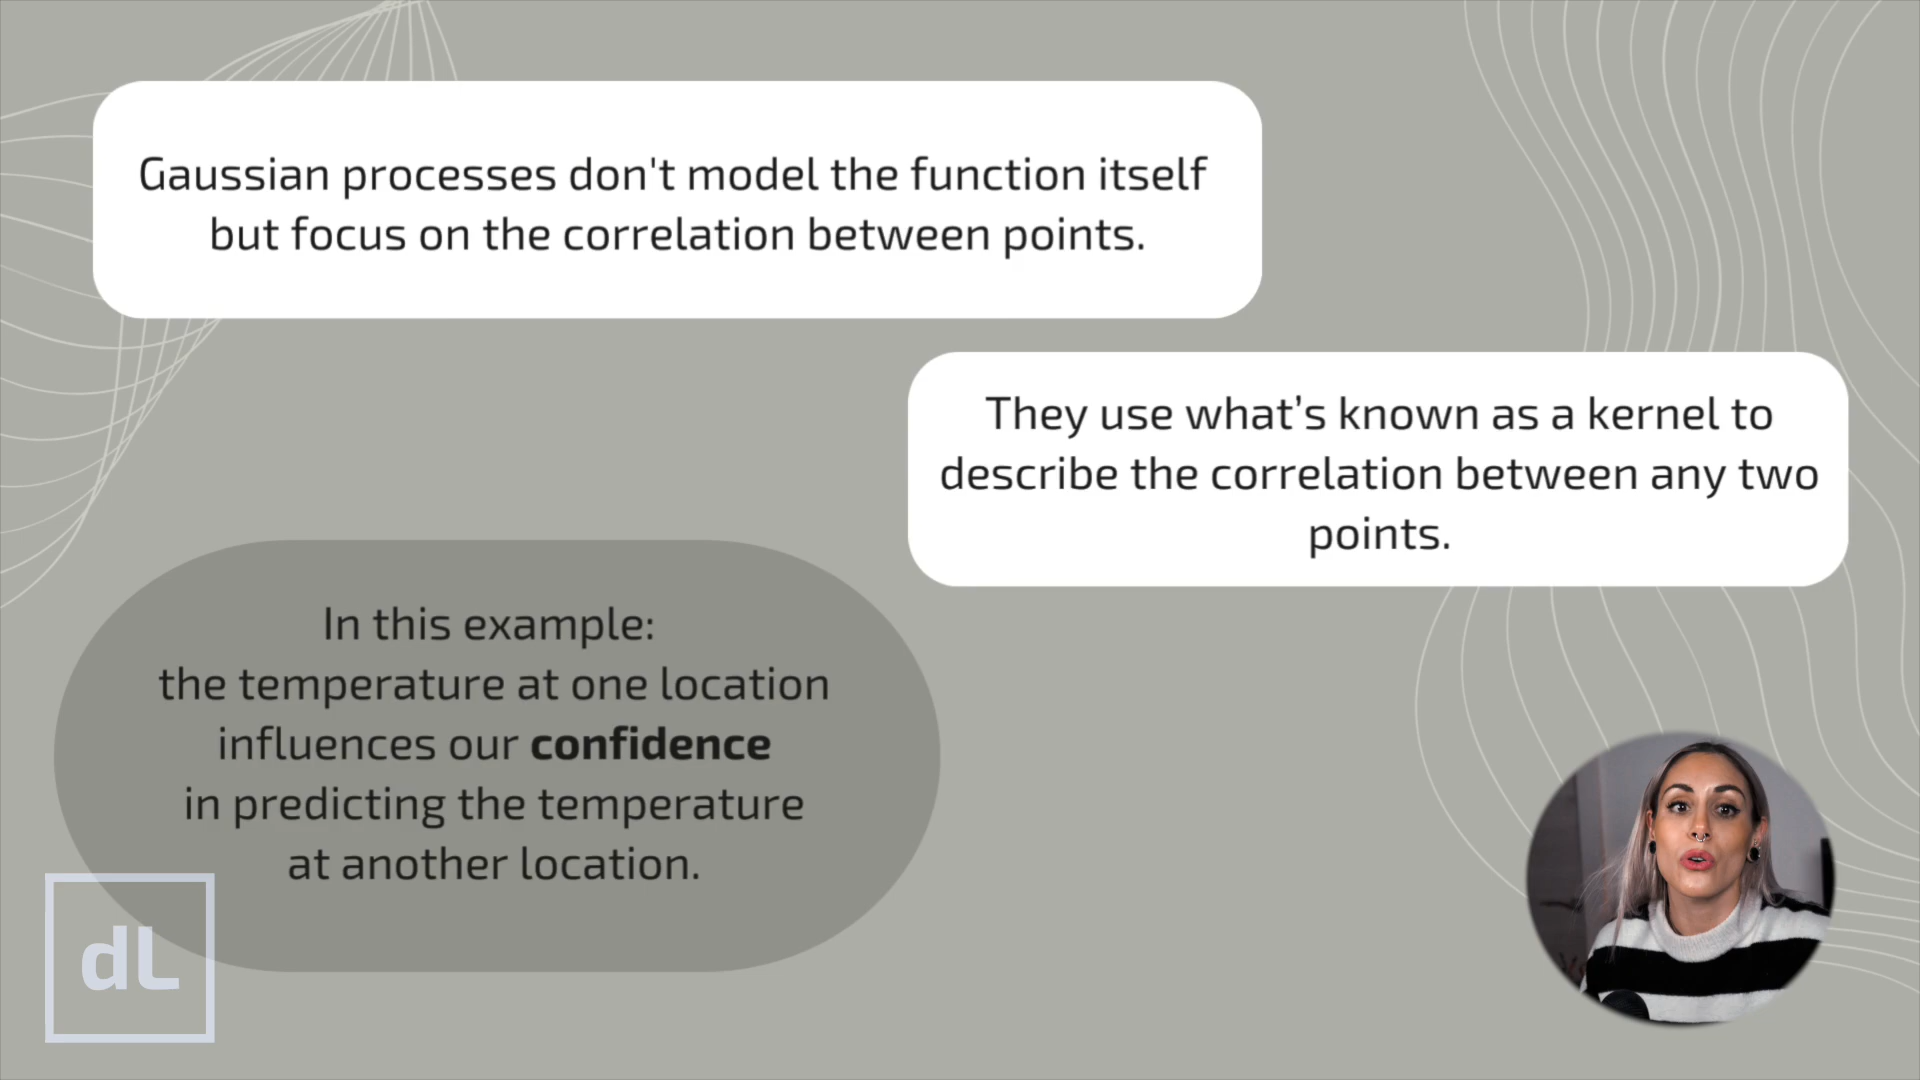 Gaussian processes don't model the function itself
but focus on the correlation between points.
They use what’s known as a kernel to
describe the correlation between any two
points.
In this example:
the temperature at one location
influences our confidence
in predicting the temperature
at another location.
dL